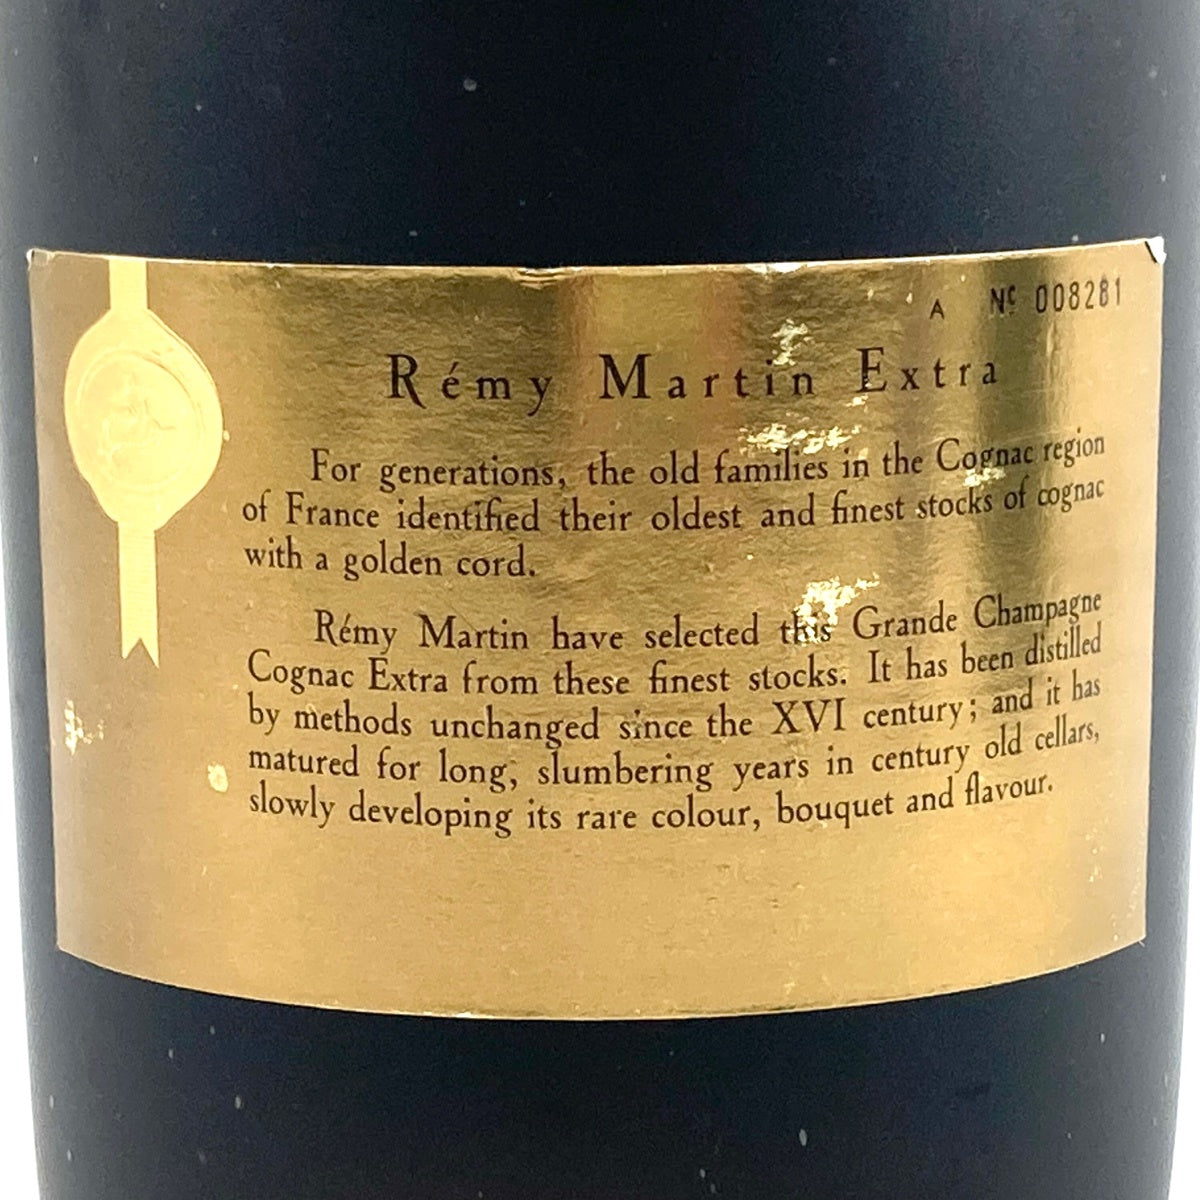 A Nº 008281
Rémy Martin Extra
For generations, the old families in the Cognac region
of France identified their oldest and finest stocks of cognac
with a golden cord.
Rémy Martin have selected this Grande Champagne
Cognac Extra from these finest stocks. It has been distilled
by methods unchanged since the XVI century; and it has
matured for long, slumbering years in century old cellars,
slowly developing its rare colour, bouquet and flavour.